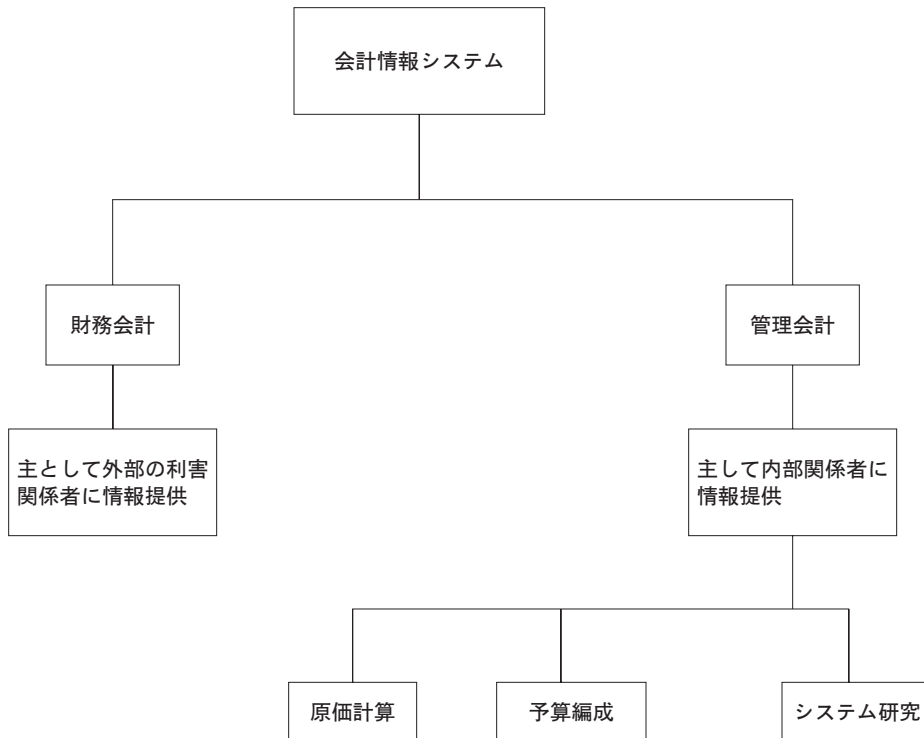 会計情報システム
財務会計
管理会計
主として外部の利害
関係者に情報提供
主して内部関係者に
情報提供
原価計算
予算編成
システム研究